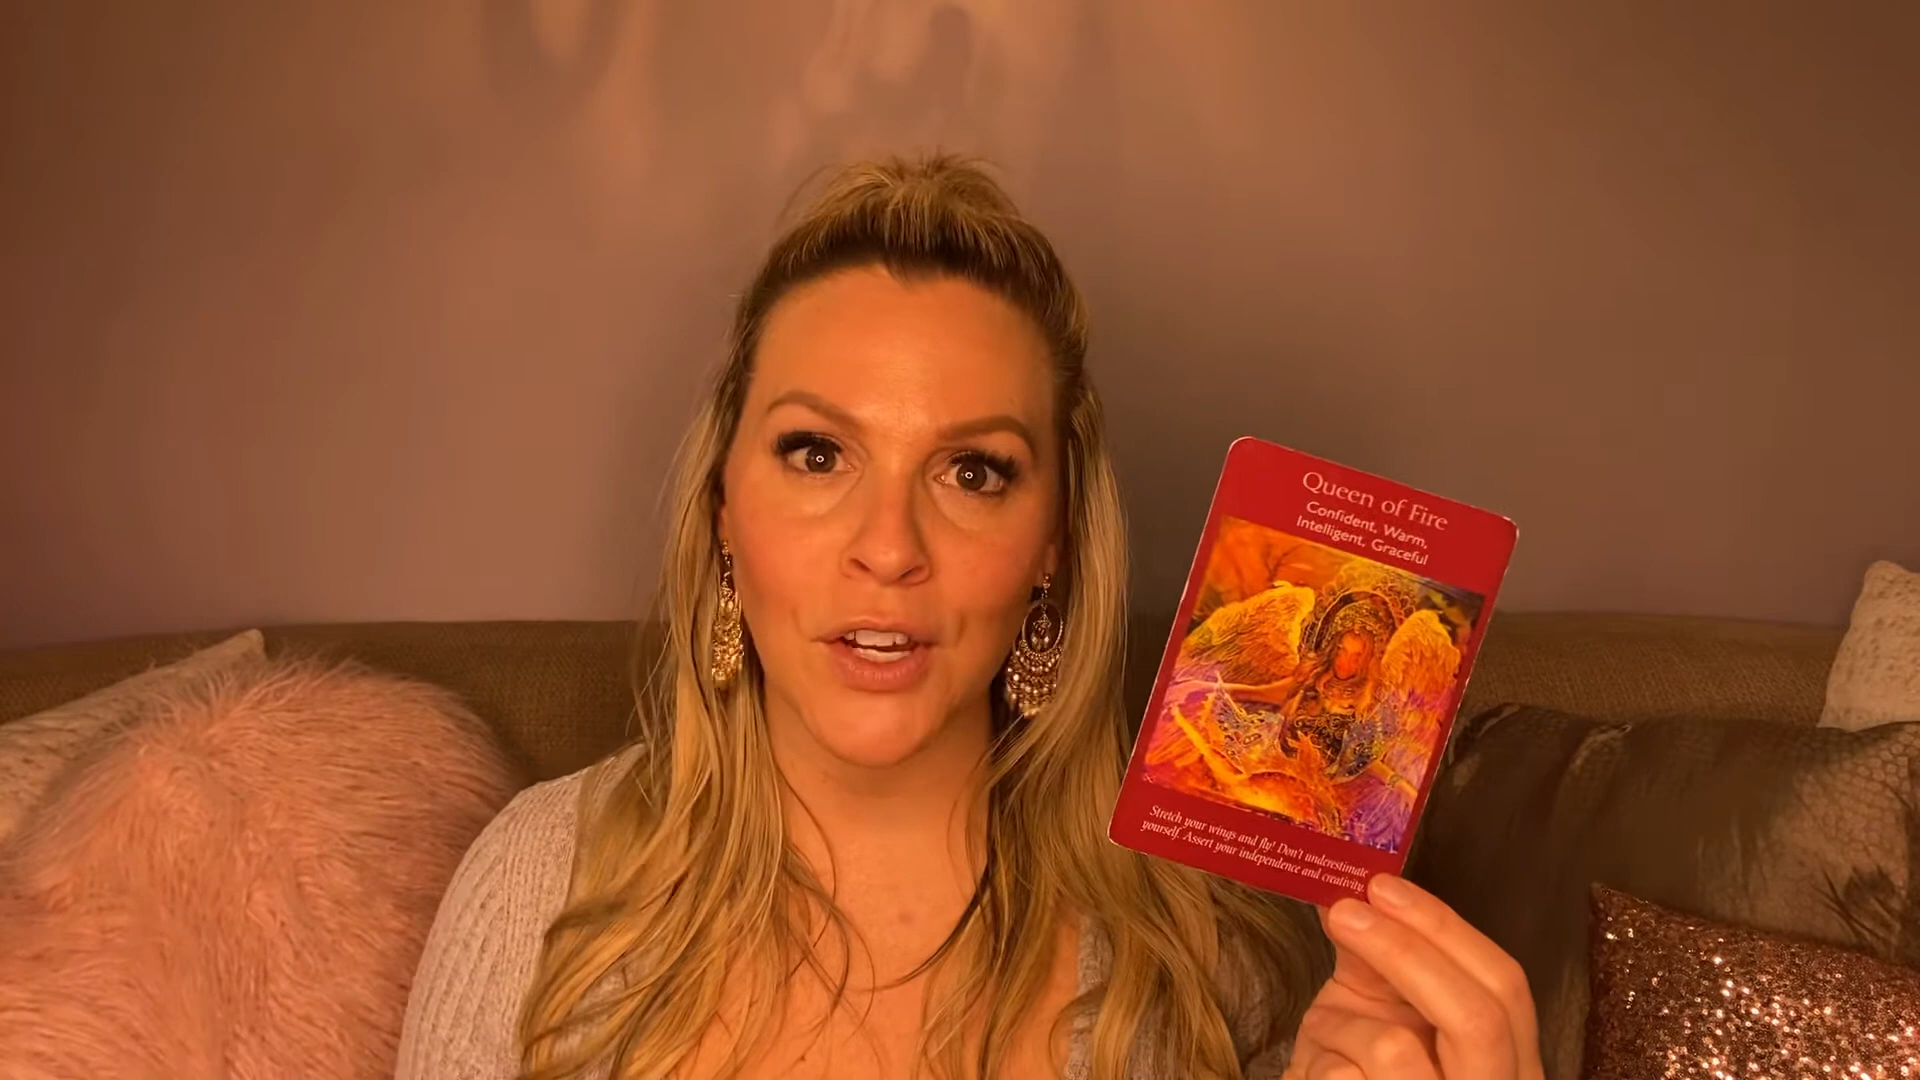 Queen of Fire
Confident, Warm,
Intelligent, Graceful
Stretch your wings and fly! Don't underestimate
yourself. Assert your independence and creativity.